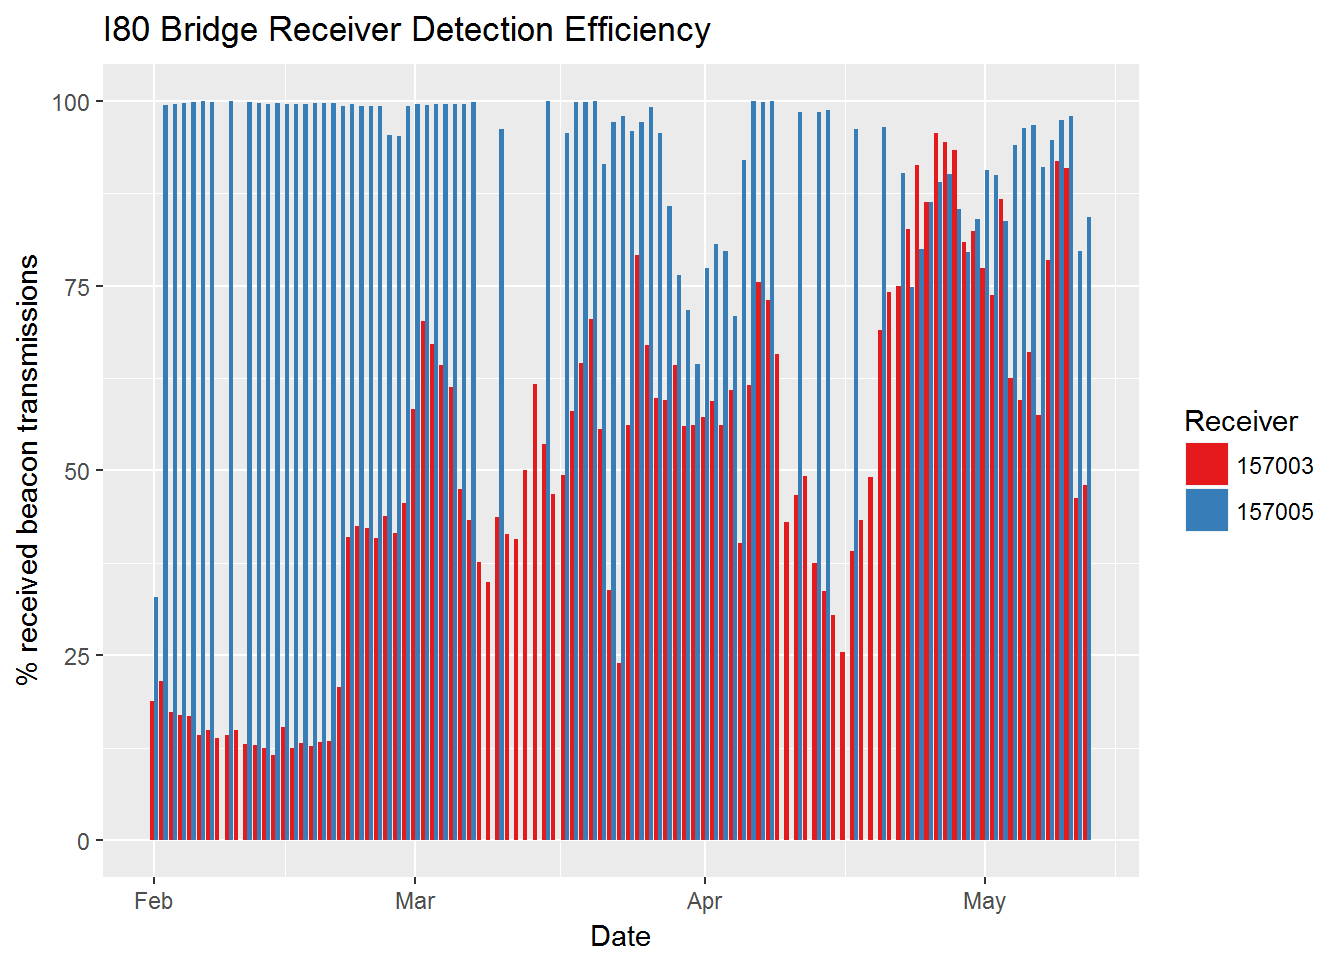 I80 Bridge Receiver Detection Efficiency
% received beacon transmissions
100
75
50
25
0
Feb
Mar
Apr
May
Date
Receiver
157003
157005